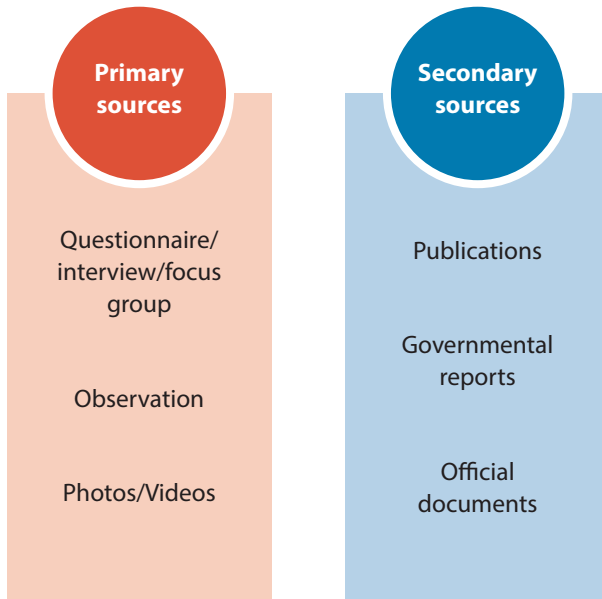 Primary
sources
Questionnaire/
interview/focus
group
Observation
Photos/Videos
Secondary
sources
Publications
Governmental
reports
Official
documents